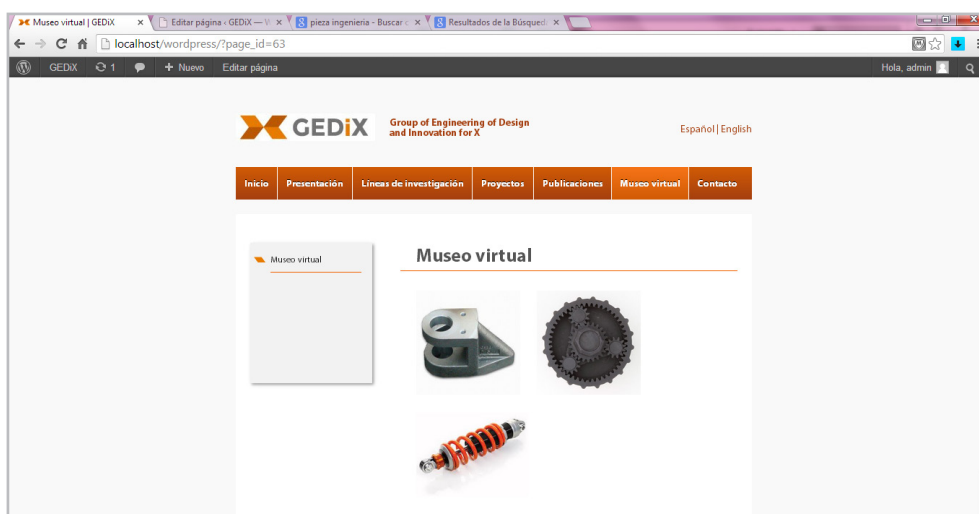 Museo virtual | GEDiX
Editar página ‹ GEDiX — W
pieza ingenieria - Buscar c
Resultados de la Búsqued
localhost/wordpress/?page_id=63
GEDiX 1 + Nuevo Editar página Hola, admin
GEDiX
Group of Engineering of Design
and Innovation for X
Español | English
Inicio Presentación Líneas de investigación Proyectos Publicaciones Museo virtual Contacto
Museo virtual
Museo virtual